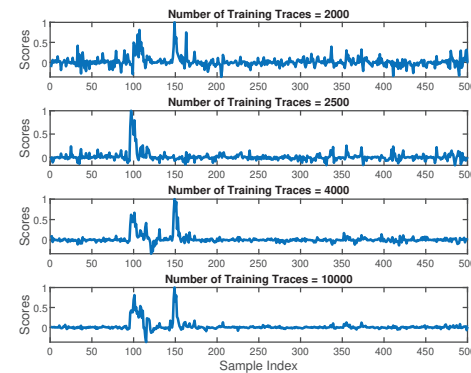 Number of Training Traces = 2000
Scores
1
0.5
0
0 50 100 150 200 250 300 350 400 450 500
Number of Training Traces = 2500
Scores
1
0.5
0
0 50 100 150 200 250 300 350 400 450 500
Number of Training Traces = 4000
Scores
1
0.5
0
0 50 100 150 200 250 300 350 400 450 500
Number of Training Traces = 10000
Scores
1
0.5
0
0 50 100 150 200 250 300 350 400 450 500
Sample Index